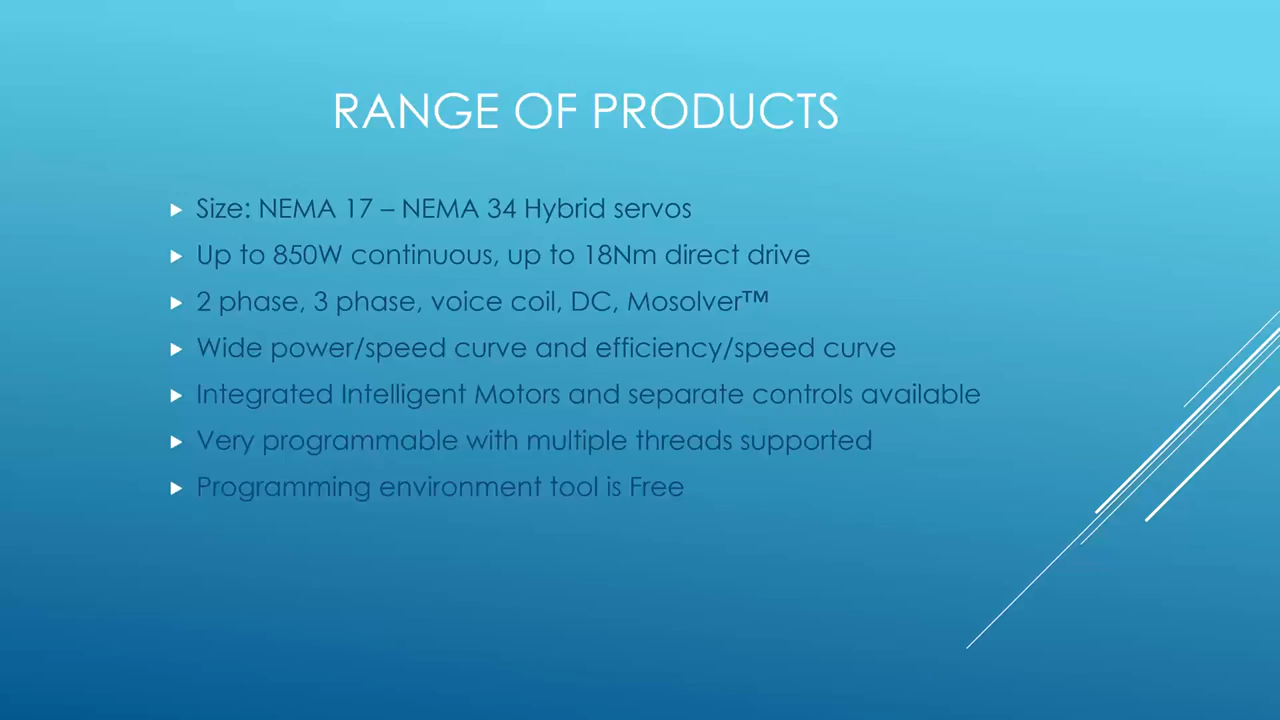 RANGE OF PRODUCTS
Size: NEMA 17 – NEMA 34 Hybrid servos
Up to 850W continuous, up to 18Nm direct drive
2 phase, 3 phase, voice coil, DC, Mosolver™
Wide power/speed curve and efficiency/speed curve
Integrated Intelligent Motors and separate controls available
Very programmable with multiple threads supported
Programming environment tool is Free